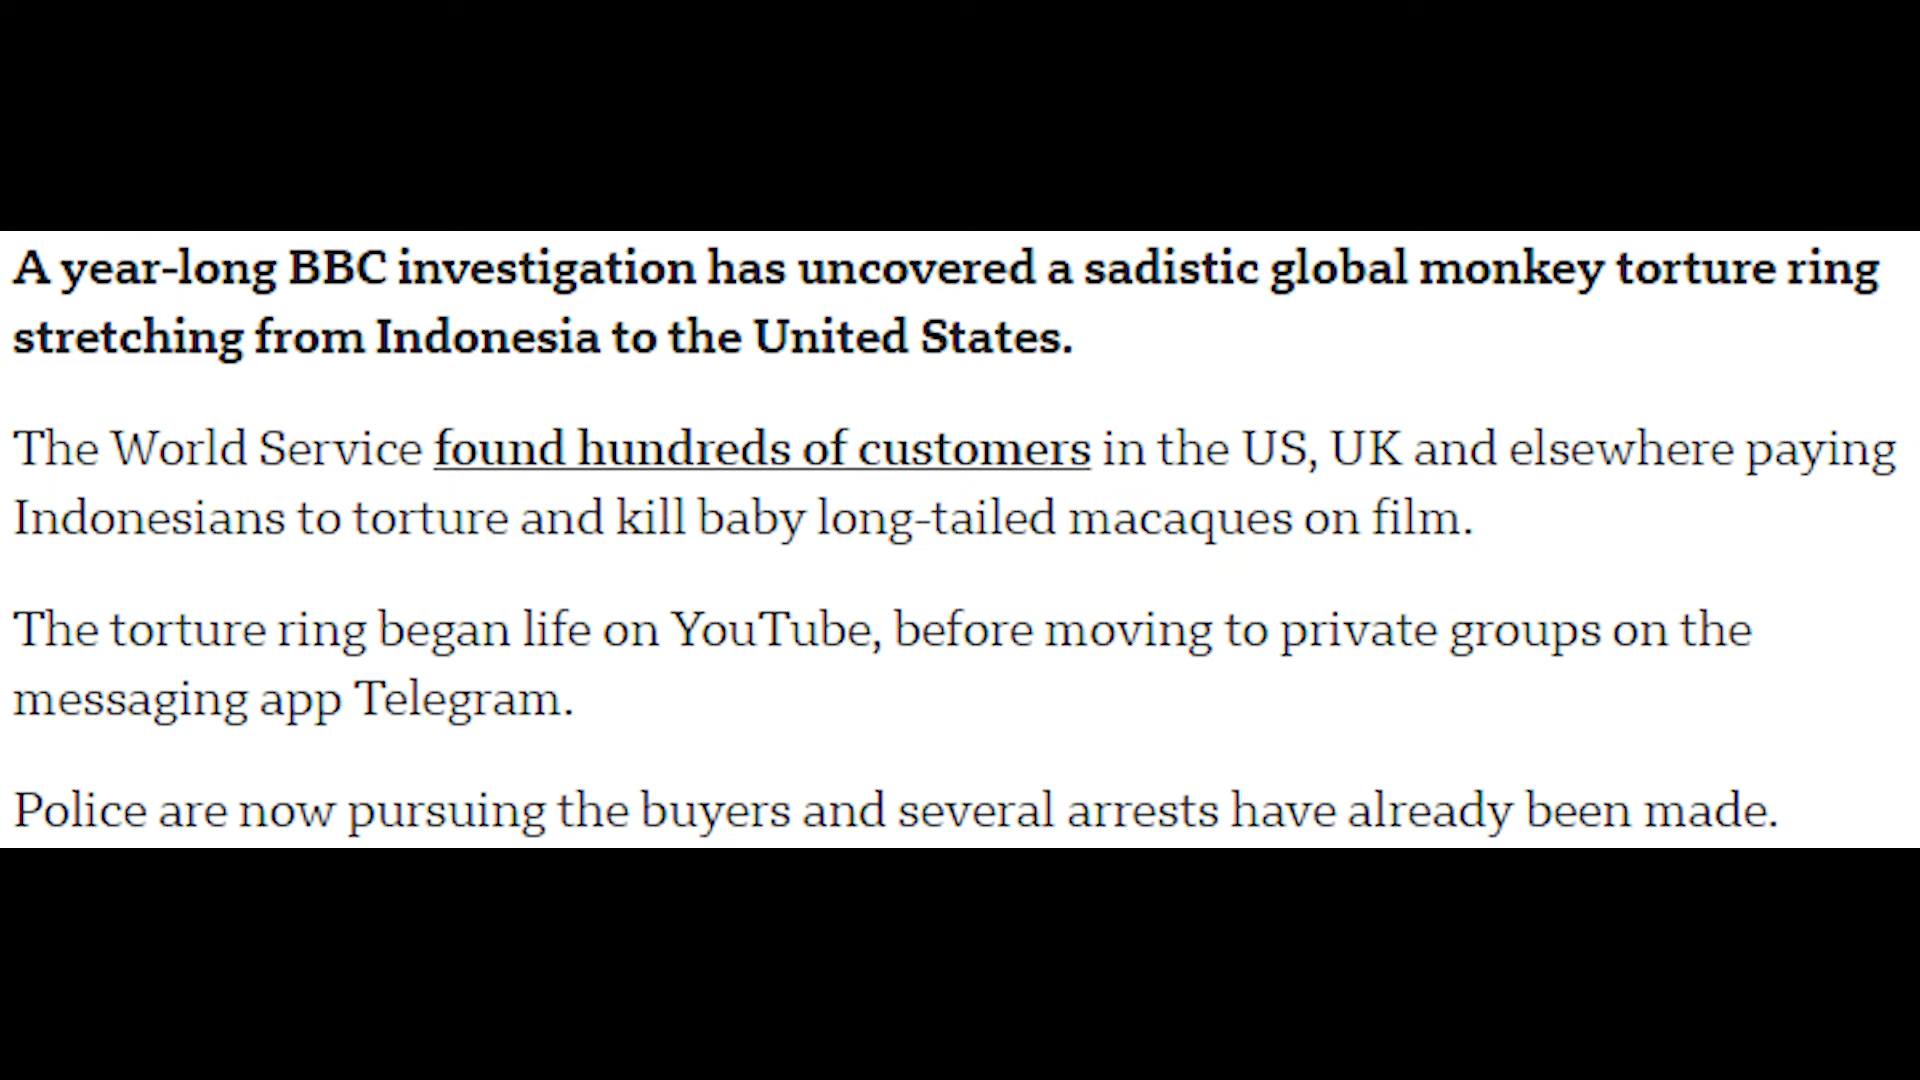 A year-long BBC investigation has uncovered a sadistic global monkey torture ring
stretching from Indonesia to the United States.
The World Service found hundreds of customers in the US, UK and elsewhere paying
Indonesians to torture and kill baby long-tailed macaques on film.
The torture ring began life on YouTube, before moving to private groups on the
messaging app Telegram.
Police are now pursuing the buyers and several arrests have already been made.